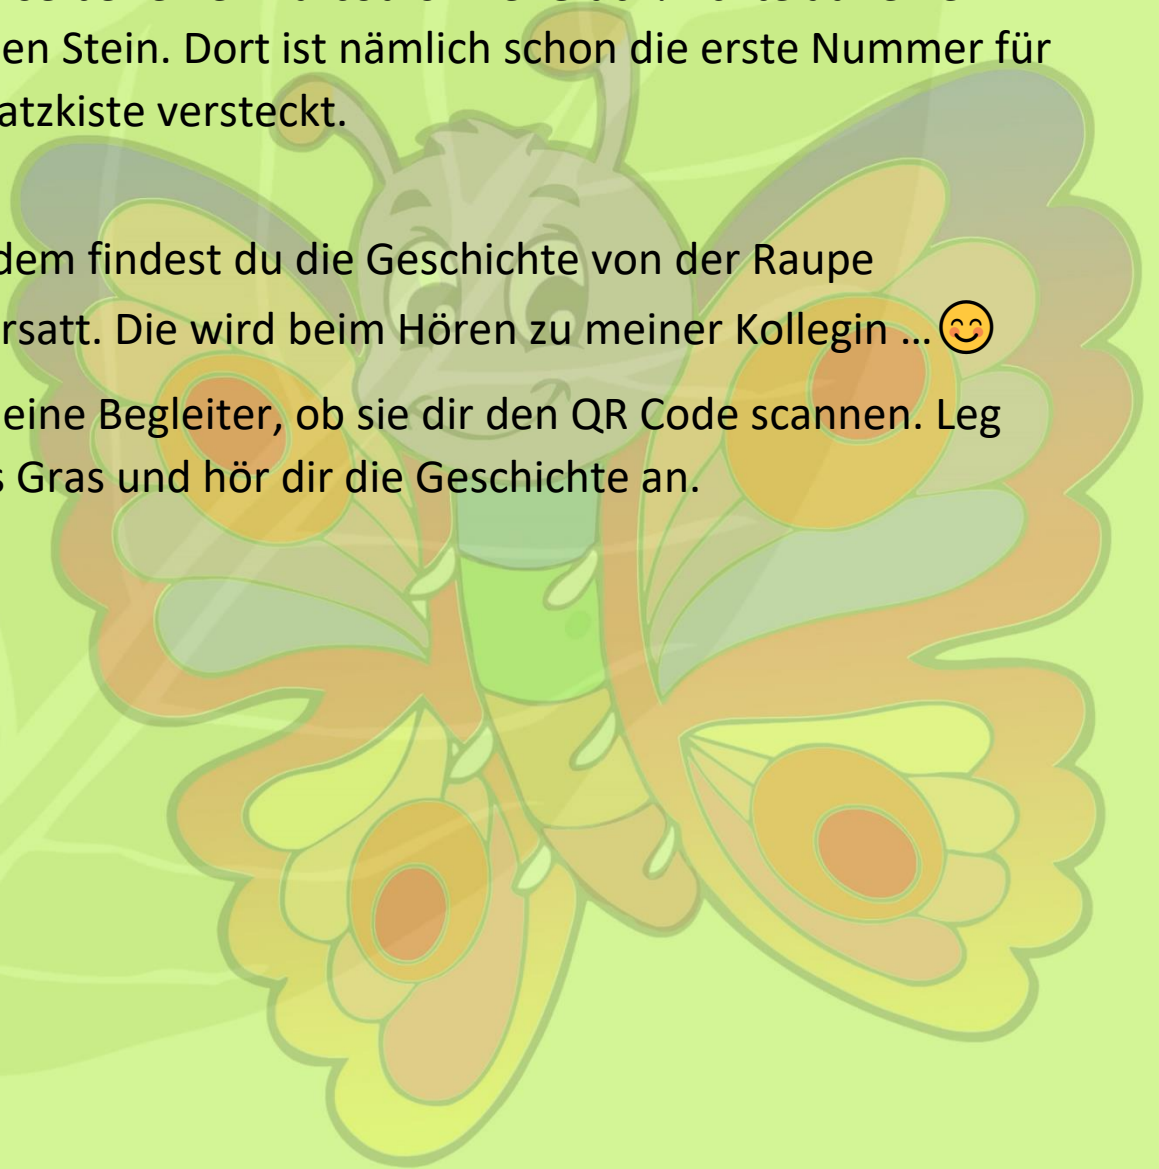 en Stein. Dort ist nämlich schon die erste Nummer für
atzkiste versteckt.
dem findest du die Geschichte von der Raupe
rsatt. Die wird beim Hören zu meiner Kollegin ...😊
eine Begleiter, ob sie dir den QR Code scannen. Leg
s Gras und hör dir die Geschichte an.